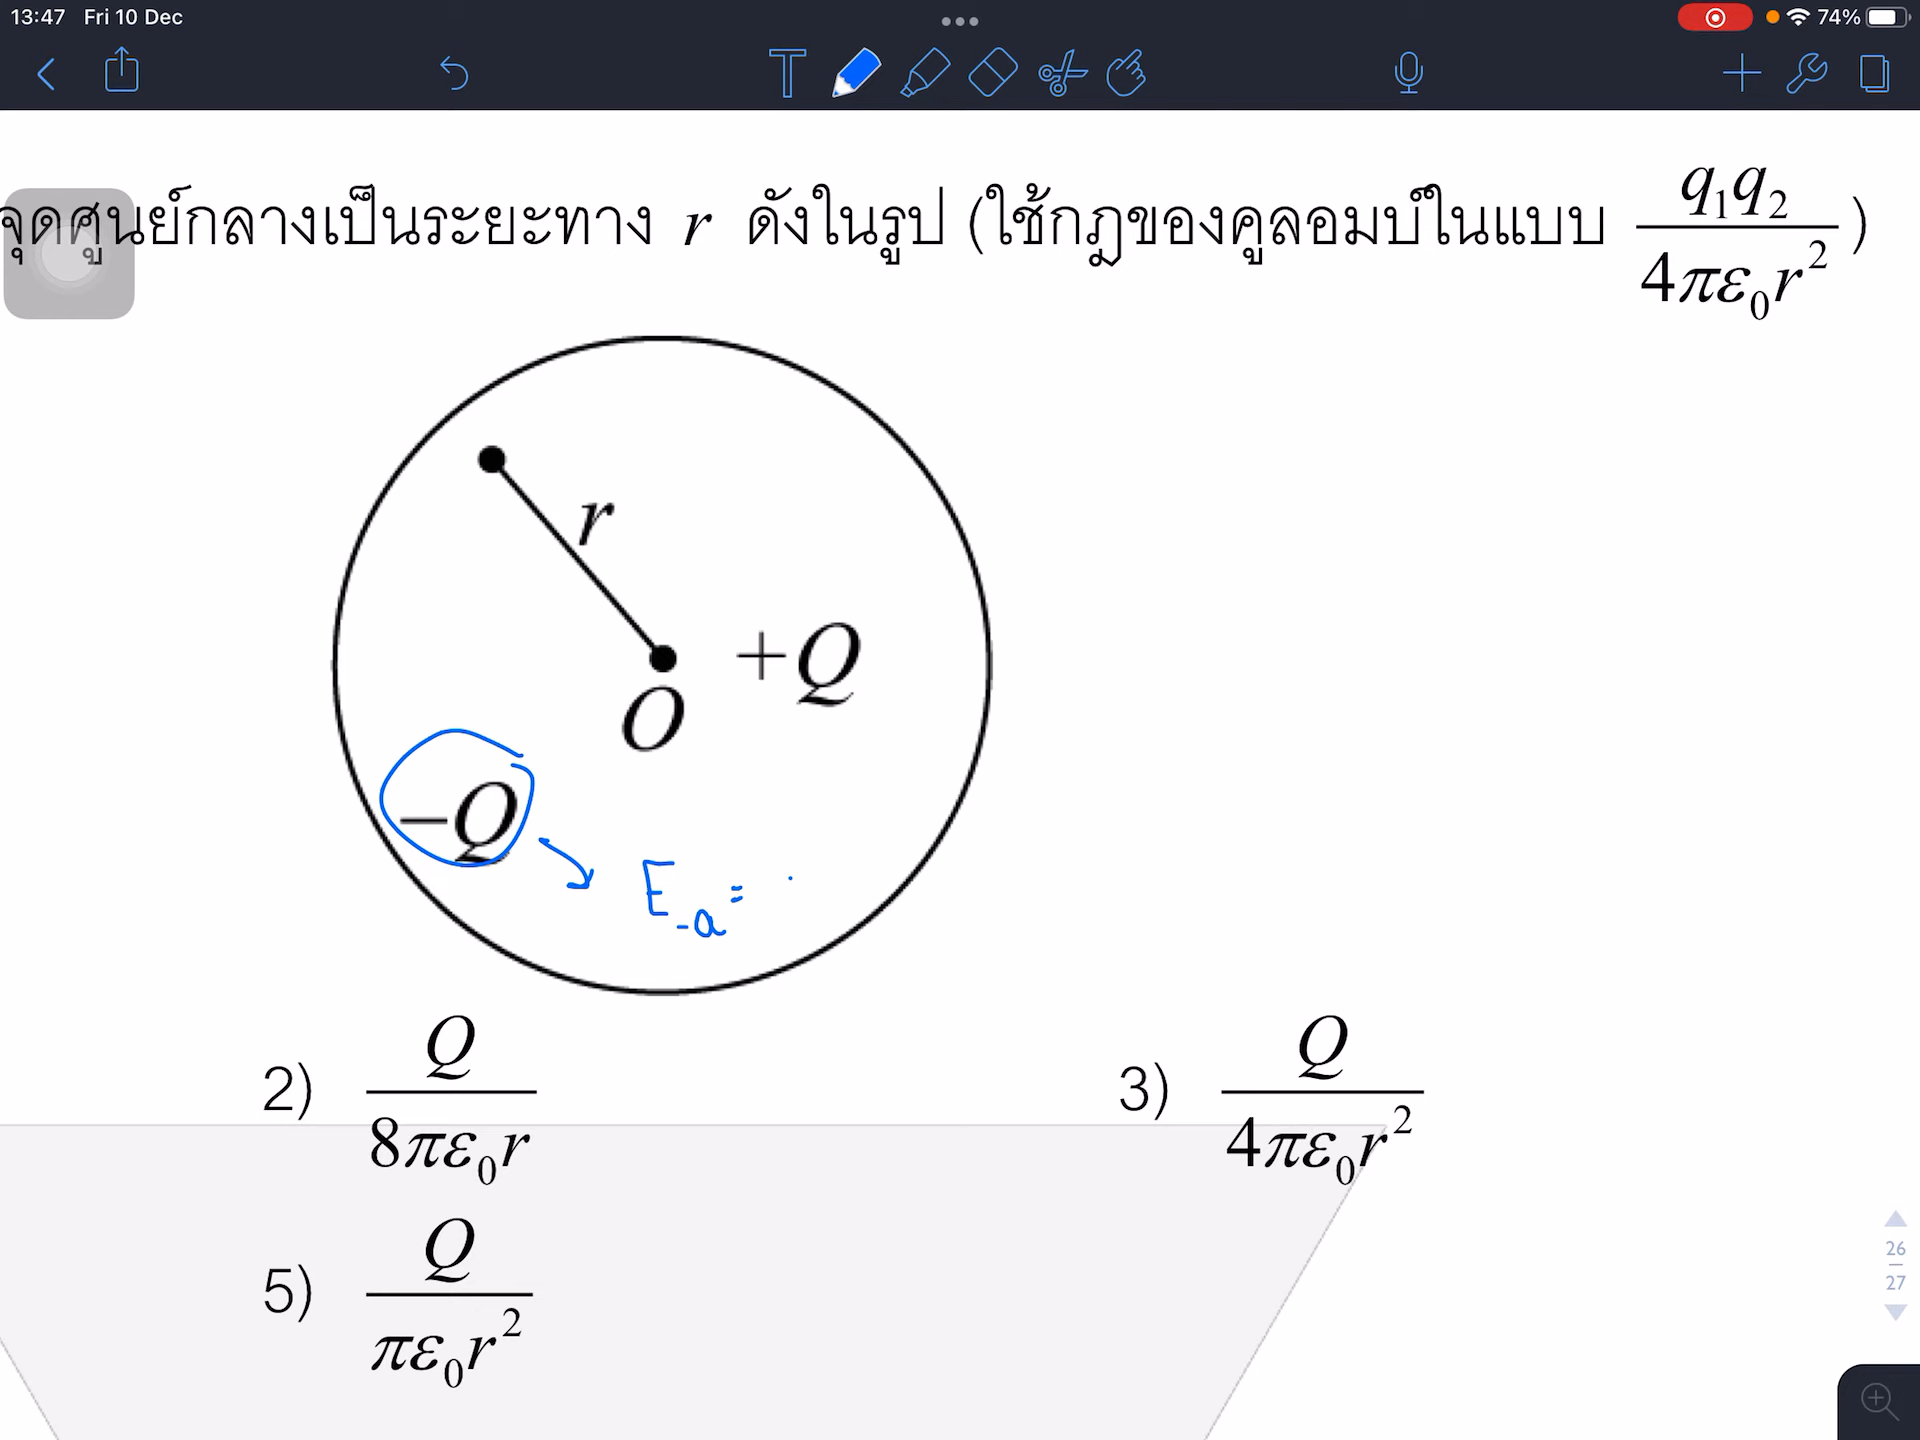 13:47 Fri 10 Dec 74%
จุดศูนย์กลางเป็นระยะทาง r ดังในรูป (ใช้กฎของคูลอมบ์ในแบบ q₁q₂ / 4πε₀r²)
r
+Q
O
−Q
E₋Q =
2) Q / 8πε₀r 3) Q / 4πε₀r²
5) Q / πε₀r²
26
27